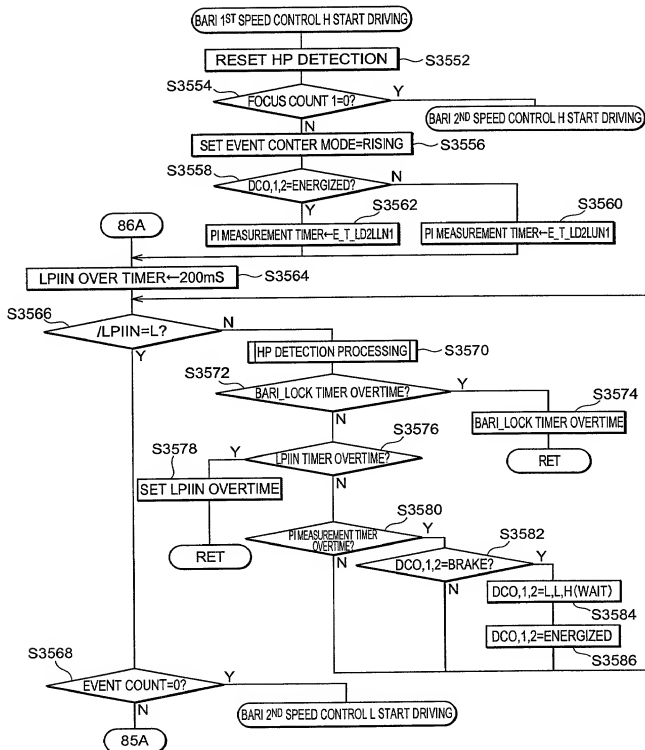 BARI 1ST SPEED CONTROL H START DRIVING
RESET HP DETECTION
S3552
S3554
FOCUS COUNT 1=0?
Y
N
BARI 2ND SPEED CONTROL H START DRIVING
SET EVENT CONTER MODE=RISING
S3556
S3558
DCO,1,2=ENERGIZED?
N
Y
S3562
S3560
86A
PI MEASUREMENT TIMER←E_T_LD2LLN1
PI MEASUREMENT TIMER←E_T_LD2LUN1
LPIIN OVER TIMER←200mS
S3564
S3566
/LPIIN=L?
N
Y
HP DETECTION PROCESSING
S3570
S3572
BARI_LOCK TIMER OVERTIME?
Y
N
S3574
BARI_LOCK TIMER OVERTIME
RET
S3576
S3578
Y
LPIIN TIMER OVERTIME?
N
SET LPIIN OVERTIME
RET
S3580
PI MEASUREMENT TIMER
OVERTIME?
Y
N
S3582
DCO,1,2=BRAKE?
Y
N
DCO,1,2=L,L,H(WAIT)
S3584
DCO,1,2=ENERGIZED
S3586
S3568
EVENT COUNT=0?
Y
N
BARI 2ND SPEED CONTROL L START DRIVING
85A